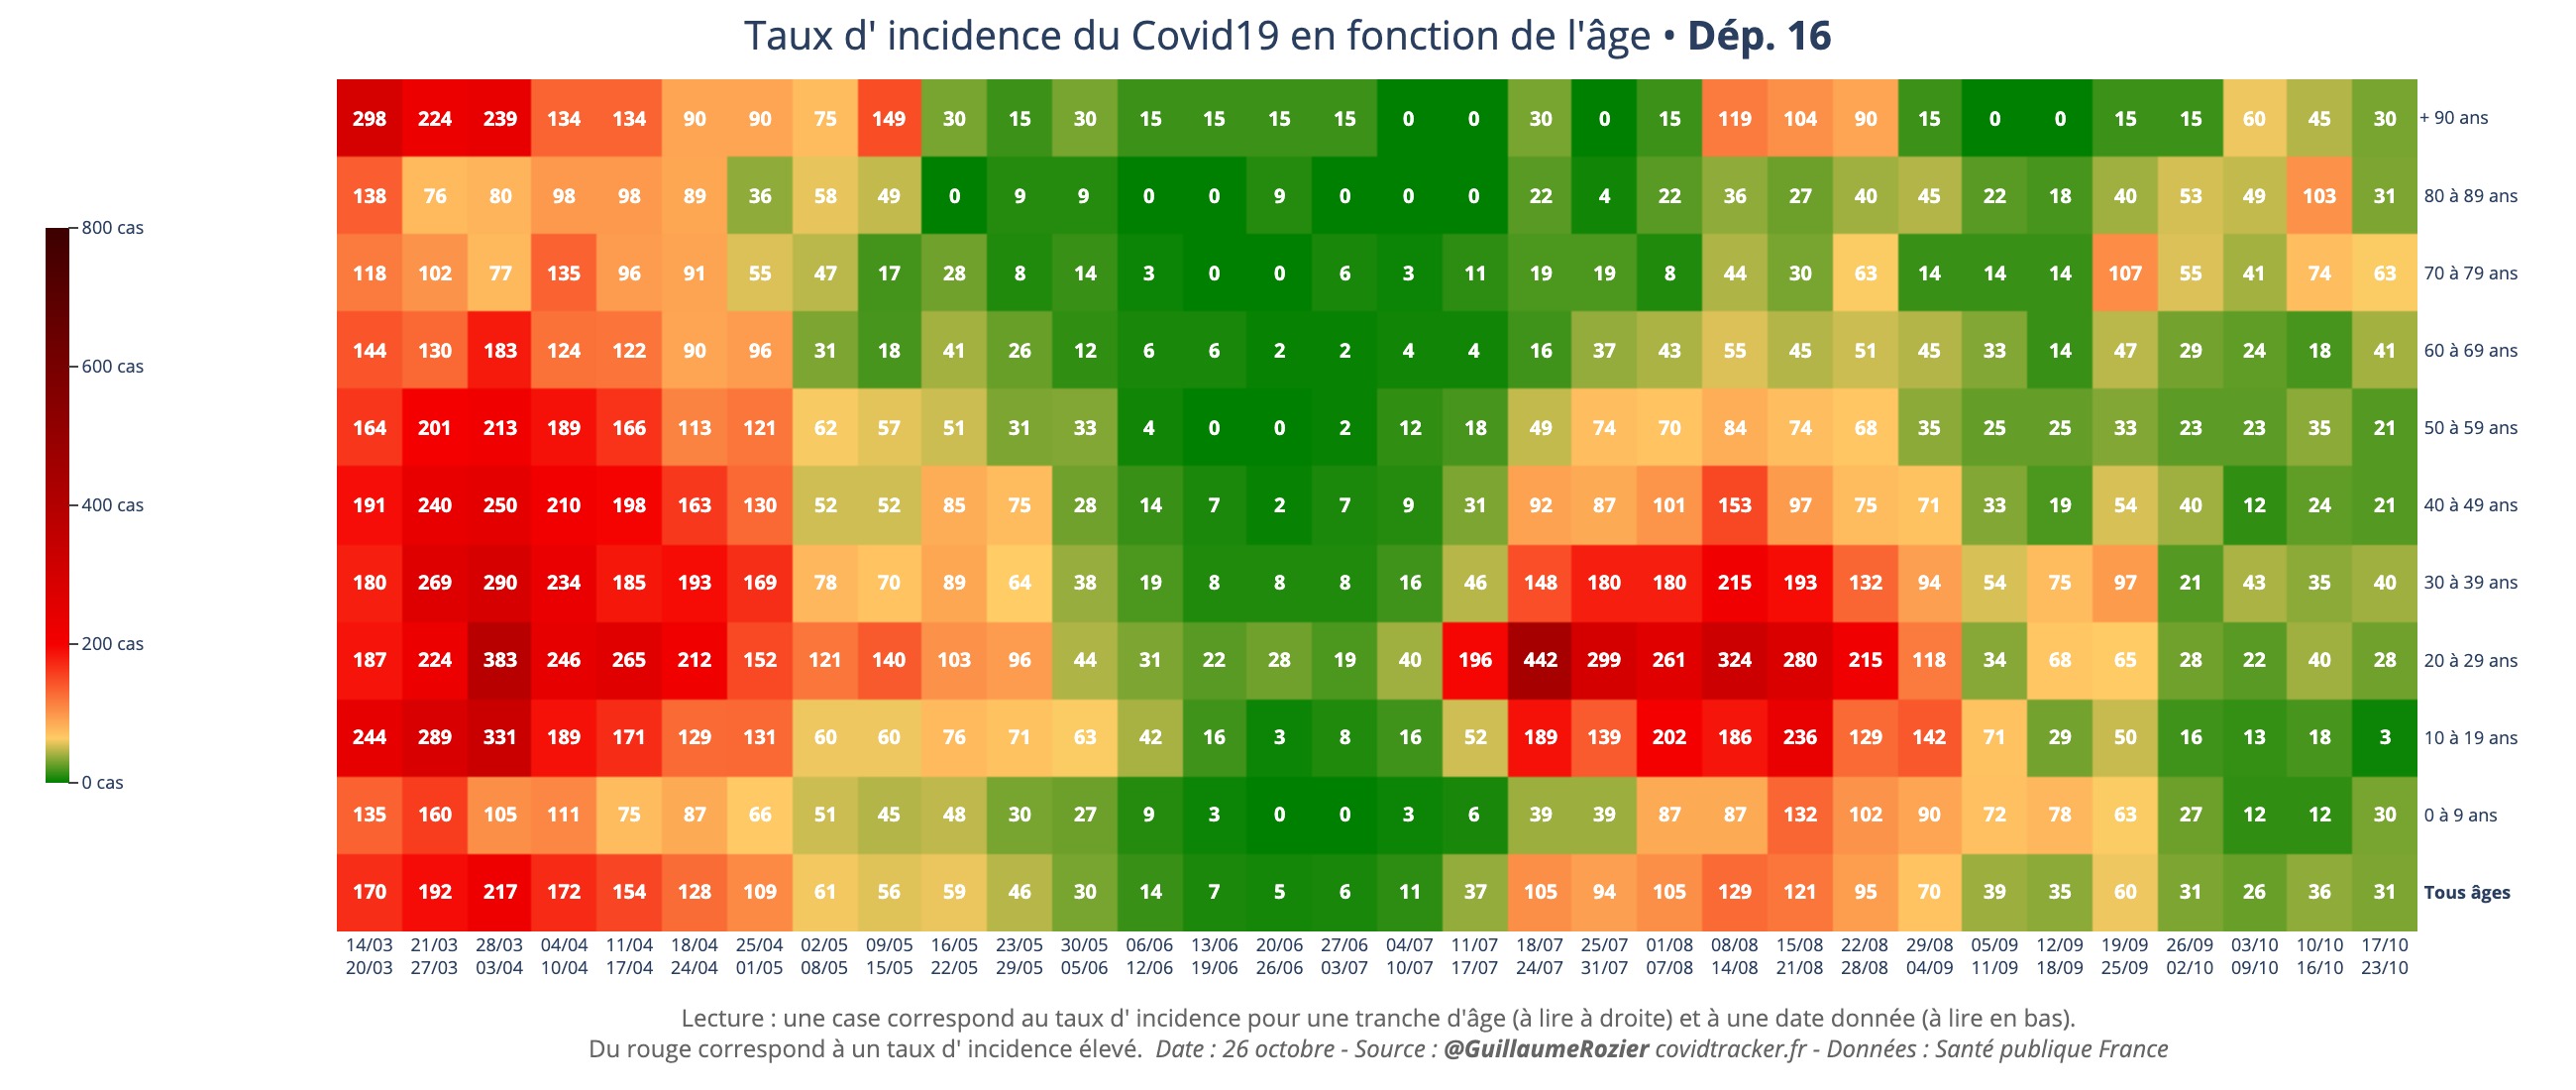 Taux d' incidence du Covid19 en fonction de l'âge • Dép. 16
298 224 239 134 134 90 90 75 149 30 15 30 15 15 15 15 0 0 30 0 15 119 104 90 15 0 0 15 15 60 45 30 + 90 ans
138 76 80 98 98 89 36 58 49 0 9 9 0 0 9 0 0 0 22 4 22 36 27 40 45 22 18 40 53 49 103 31 80 à 89 ans
118 102 77 135 96 91 55 47 17 28 8 14 3 0 0 6 3 11 19 19 8 44 30 63 14 14 14 107 55 41 74 63 70 à 79 ans
144 130 183 124 122 90 96 31 18 41 26 12 6 6 2 2 4 4 16 37 43 55 45 51 45 33 14 47 29 24 18 41 60 à 69 ans
164 201 213 189 166 113 121 62 57 51 31 33 4 0 0 2 12 18 49 74 70 84 74 68 35 25 25 33 23 23 35 21 50 à 59 ans
191 240 250 210 198 163 130 52 52 85 75 28 14 7 2 7 9 31 92 87 101 153 97 75 71 33 19 54 40 12 24 21 40 à 49 ans
180 269 290 234 185 193 169 78 70 89 64 38 19 8 8 8 16 46 148 180 180 215 193 132 94 54 75 97 21 43 35 40 30 à 39 ans
187 224 383 246 265 212 152 121 140 103 96 44 31 22 28 19 40 196 442 299 261 324 280 215 118 34 68 65 28 22 40 28 20 à 29 ans
244 289 331 189 171 129 131 60 60 76 71 63 42 16 3 8 16 52 189 139 202 186 236 129 142 71 29 50 16 13 18 3 10 à 19 ans
135 160 105 111 75 87 66 51 45 48 30 27 9 3 0 0 3 6 39 39 87 87 132 102 90 72 78 63 27 12 12 30 0 à 9 ans
170 192 217 172 154 128 109 61 56 59 46 30 14 7 5 6 11 37 105 94 105 129 121 95 70 39 35 60 31 26 36 31 Tous âges
14/03 21/03 28/03 04/04 11/04 18/04 25/04 02/05 09/05 16/05 23/05 30/05 06/06 13/06 20/06 27/06 04/07 11/07 18/07 25/07 01/08 08/08 15/08 22/08 29/08 05/09 12/09 19/09 26/09 03/10 10/10 17/10
20/03 27/03 03/04 10/04 17/04 24/04 01/05 08/05 15/05 22/05 29/05 05/06 12/06 19/06 26/06 03/07 10/07 17/07 24/07 31/07 07/08 14/08 21/08 28/08 04/09 11/09 18/09 25/09 02/10 09/10 16/10 23/10
800 cas
600 cas
400 cas
200 cas
0 cas
Lecture : une case correspond au taux d' incidence pour une tranche d'âge (à lire à droite) et à une date donnée (à lire en bas).
Du rouge correspond à un taux d' incidence élevé. Date : 26 octobre - Source : @GuillaumeRozier covidtracker.fr - Données : Santé publique France